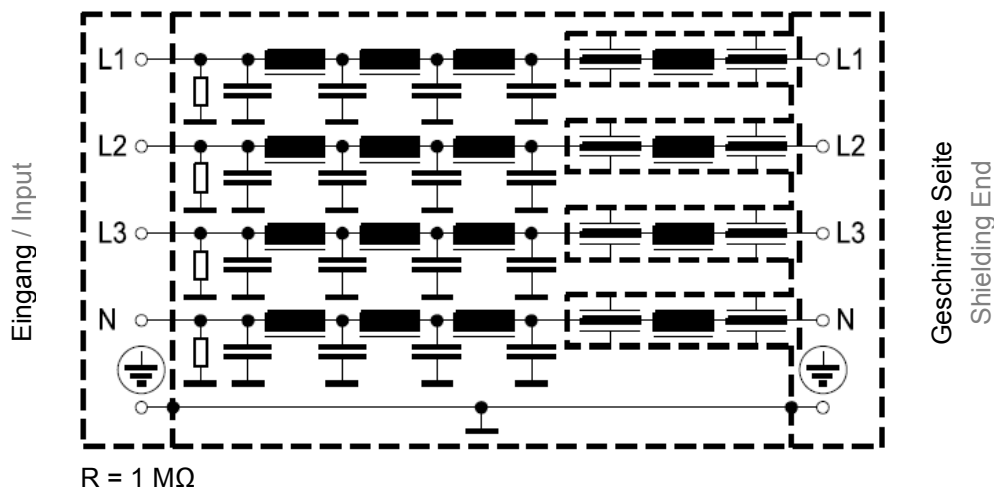 L1
L1
L2
L2
L3
L3
N
N
Eingang / Input
Geschirmte Seite
Shielding End
R = 1 MΩ